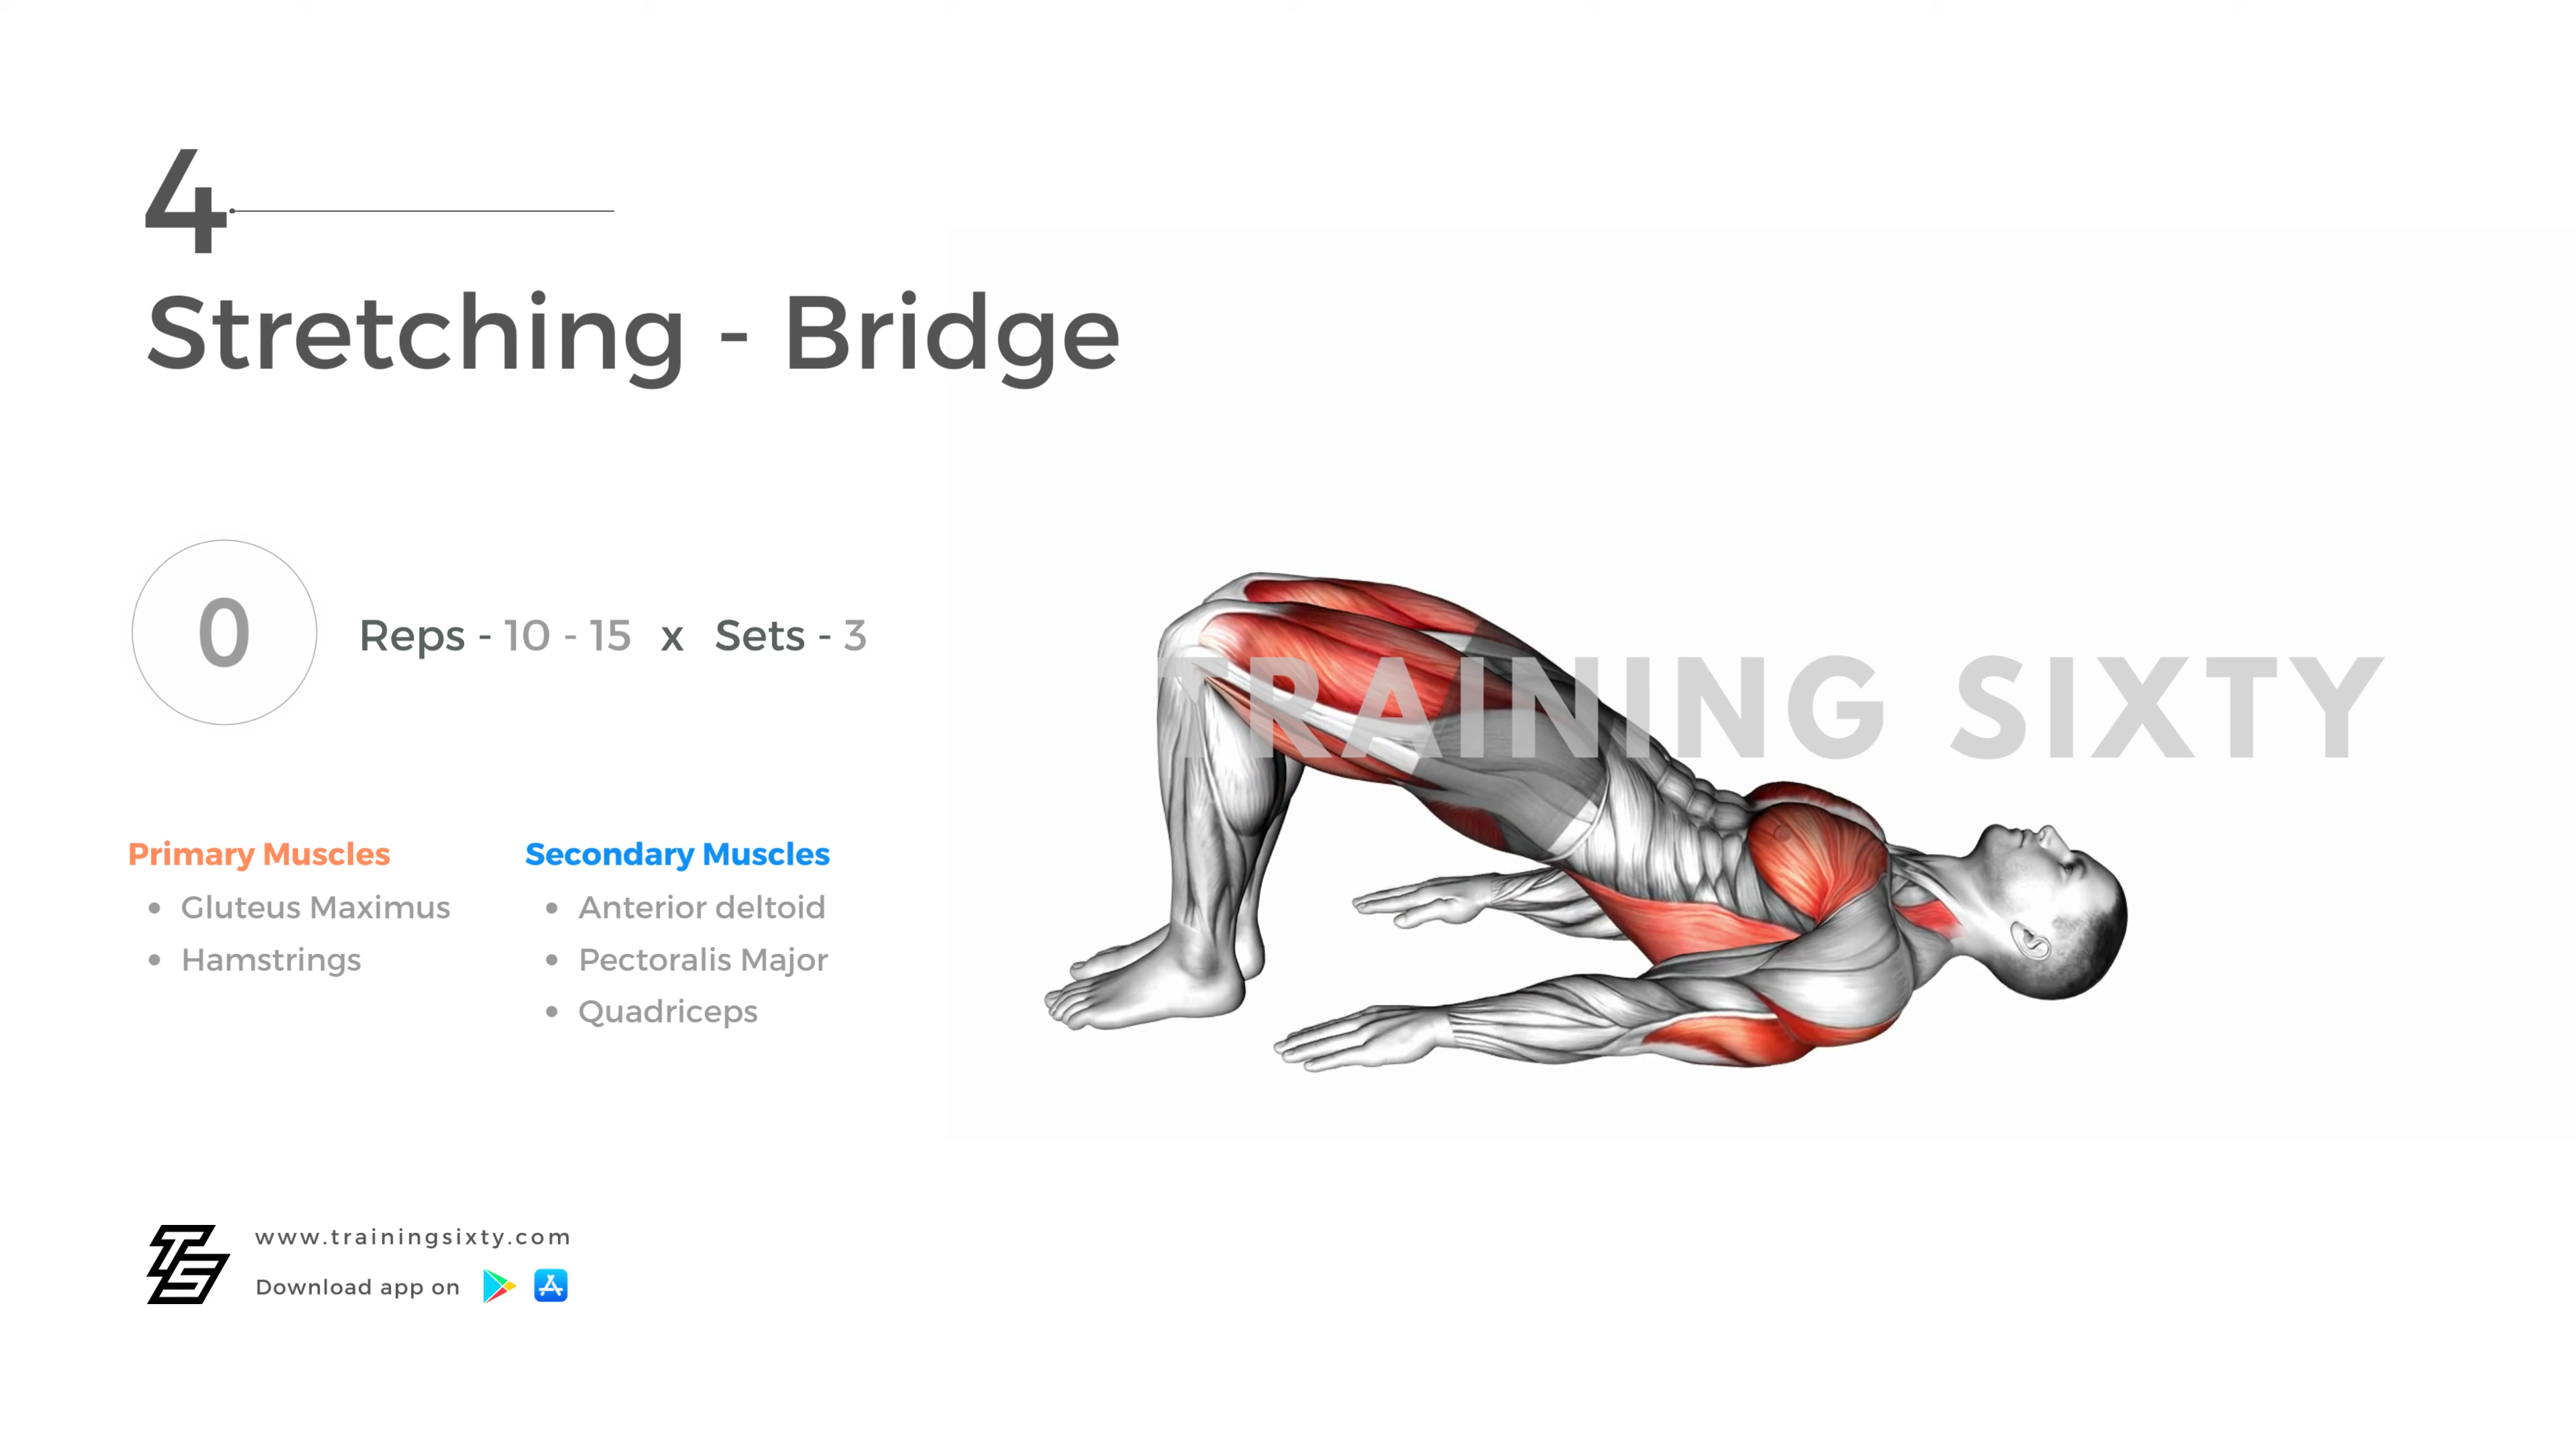 4
Stretching - Bridge
0
Reps - 10 - 15 x Sets - 3
TRAINING SIXTY
Primary Muscles
• Gluteus Maximus
• Hamstrings
Secondary Muscles
• Anterior deltoid
• Pectoralis Major
• Quadriceps
TS
www.trainingsixty.com
Download app on